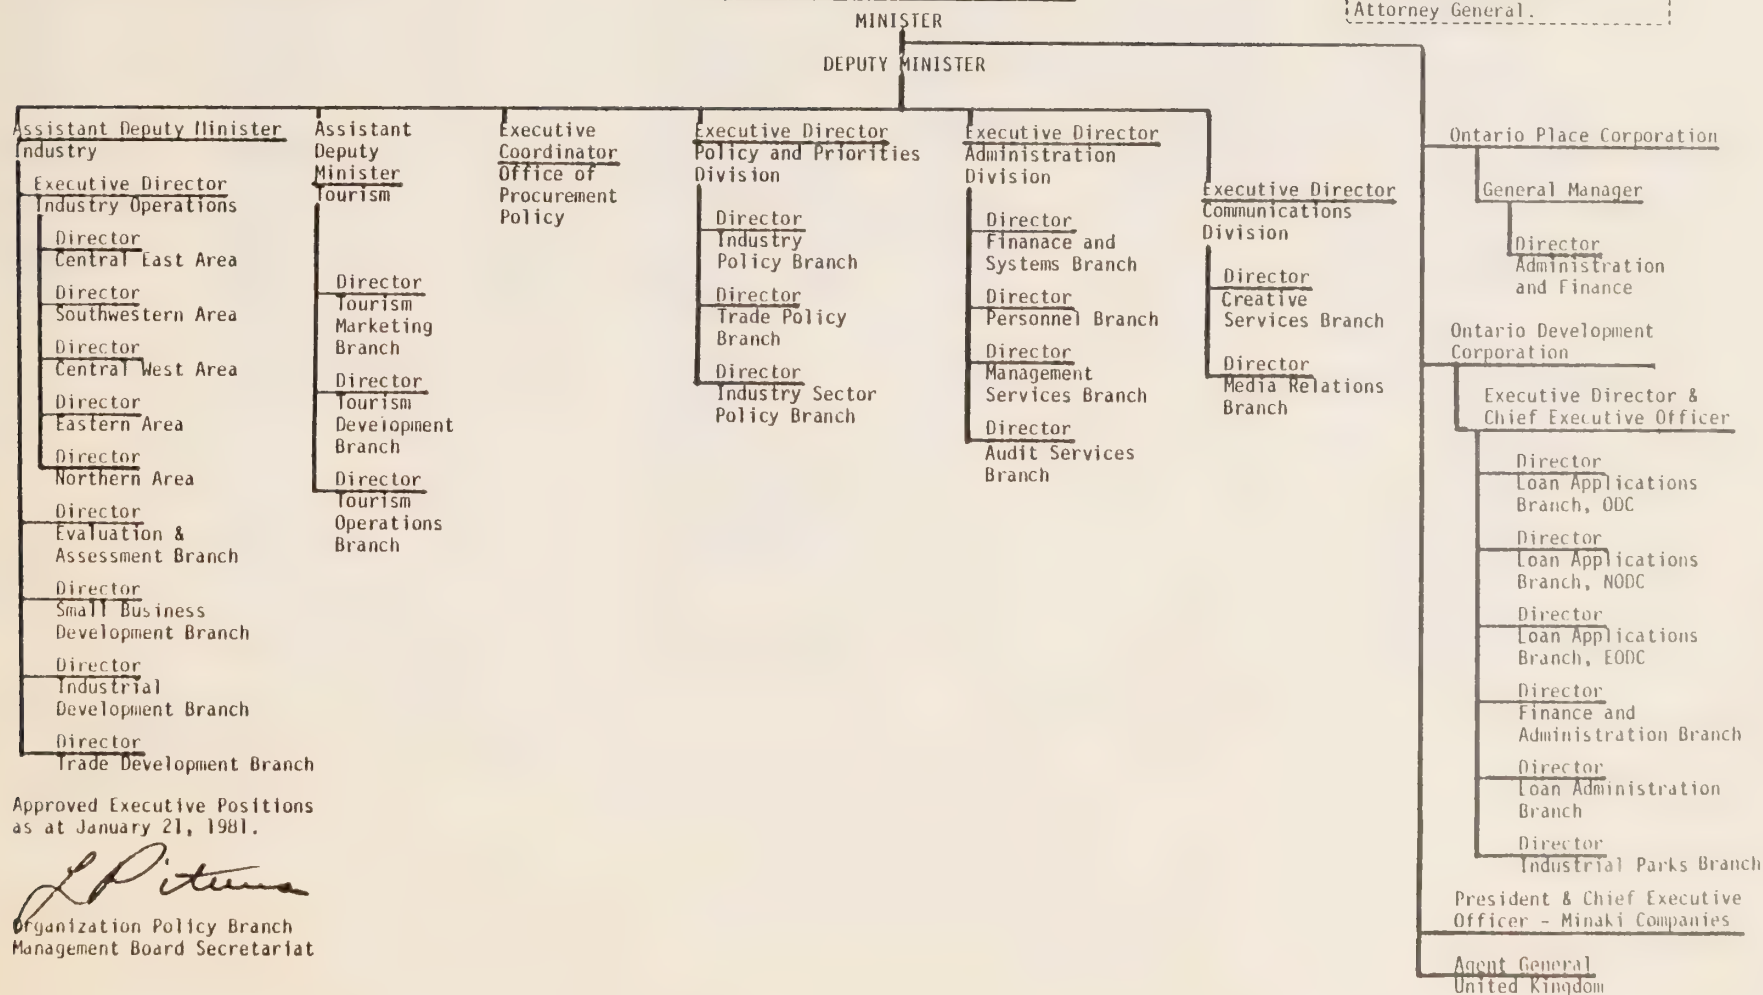 Attorney General.
MINISTER
DEPUTY MINISTER
Assistant Deputy Minister
Industry
Executive Director
Industry Operations
Director
Central East Area
Director
Southwestern Area
Director
Central West Area
Director
Eastern Area
Director
Northern Area
Director
Evaluation &
Assessment Branch
Director
Small Business
Development Branch
Director
Industrial
Development Branch
Director
Trade Development Branch
Assistant
Deputy
Minister
Tourism
Director
Tourism
Marketing
Branch
Director
Tourism
Development
Branch
Director
Tourism
Operations
Branch
Executive
Coordinator
Office of
Procurement
Policy
Executive Director
Policy and Priorities
Division
Director
Industry
Policy Branch
Director
Trade Policy
Branch
Director
Industry Sector
Policy Branch
Executive Director
Administration
Division
Director
Finanace and
Systems Branch
Director
Personnel Branch
Director
Management
Services Branch
Director
Audit Services
Branch
Executive Director
Communications
Division
Director
Creative
Services Branch
Director
Media Relations
Branch
Ontario Place Corporation
General Manager
Director
Administration
and Finance
Ontario Development
Corporation
Executive Director &
Chief Executive Officer
Director
Loan Applications
Branch, ODC
Director
Loan Applications
Branch, NODC
Director
Loan Applications
Branch, EODC
Director
Finance and
Administration Branch
Director
Loan Administration
Branch
Director
Industrial Parks Branch
President & Chief Executive
Officer - Minaki Companies
Agent General
United Kingdom
Approved Executive Positions
as at January 21, 1981.
Organization Policy Branch
Management Board Secretariat